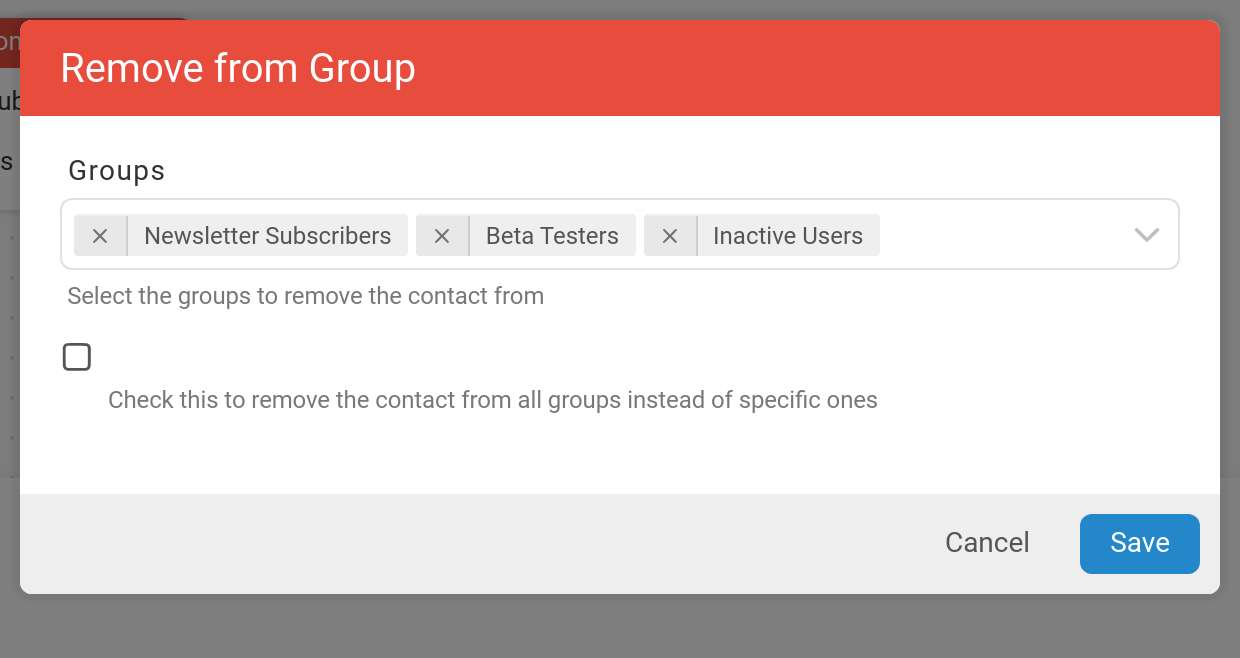 Remove from Group
Groups
Newsletter Subscribers
Beta Testers
Inactive Users
Select the groups to remove the contact from
Check this to remove the contact from all groups instead of specific ones
Cancel
Save